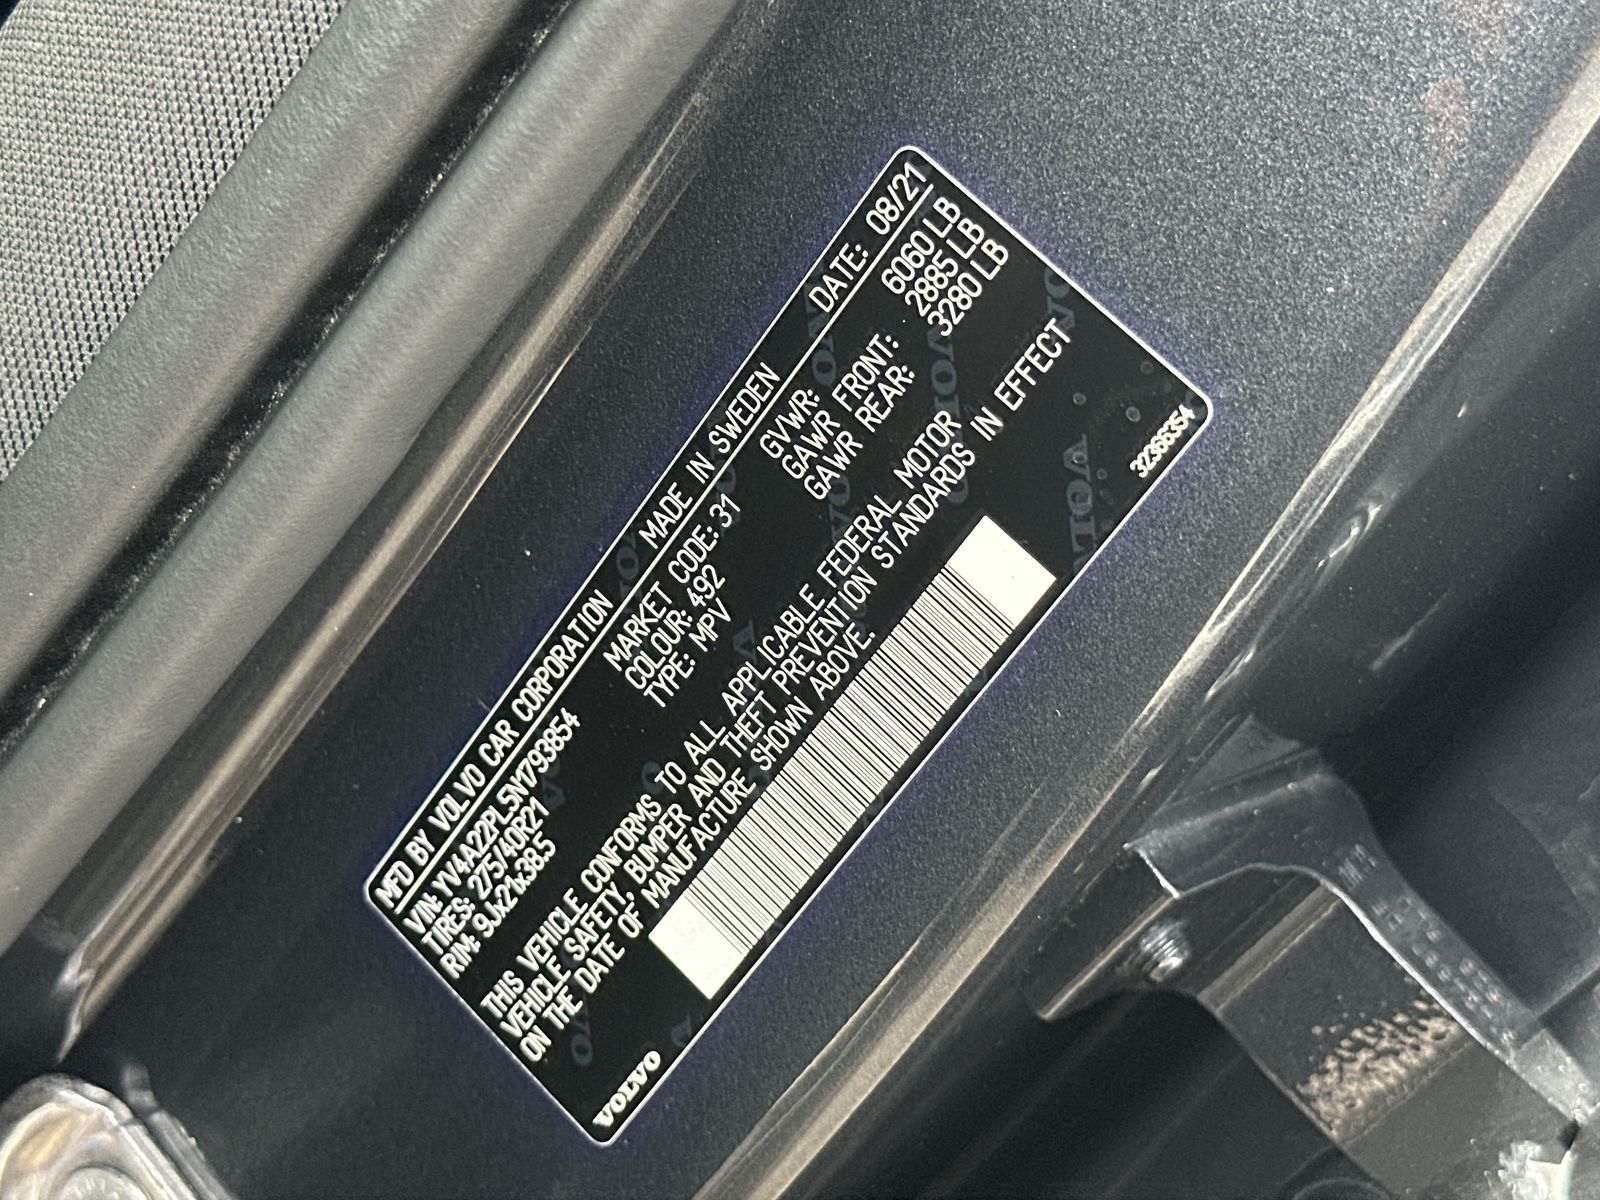 MFD BY VOLVO CAR CORPORATION MADE IN SWEDEN DATE: 08/21
VIN: YV4A22PL5N1793854 MARKET CODE: 31 GVWR: 6060 LB
TIRES: 275/40R21 COLOUR: 492 GAWR FRONT: 2885 LB
RIM: 9Jx21x38.5 TYPE: MPV GAWR REAR: 3280 LB
THIS VEHICLE CONFORMS TO ALL APPLICABLE FEDERAL MOTOR
VEHICLE SAFETY, BUMPER AND THEFT PREVENTION STANDARDS IN EFFECT
ON THE DATE OF MANUFACTURE SHOWN ABOVE.
VOLVO 32366354